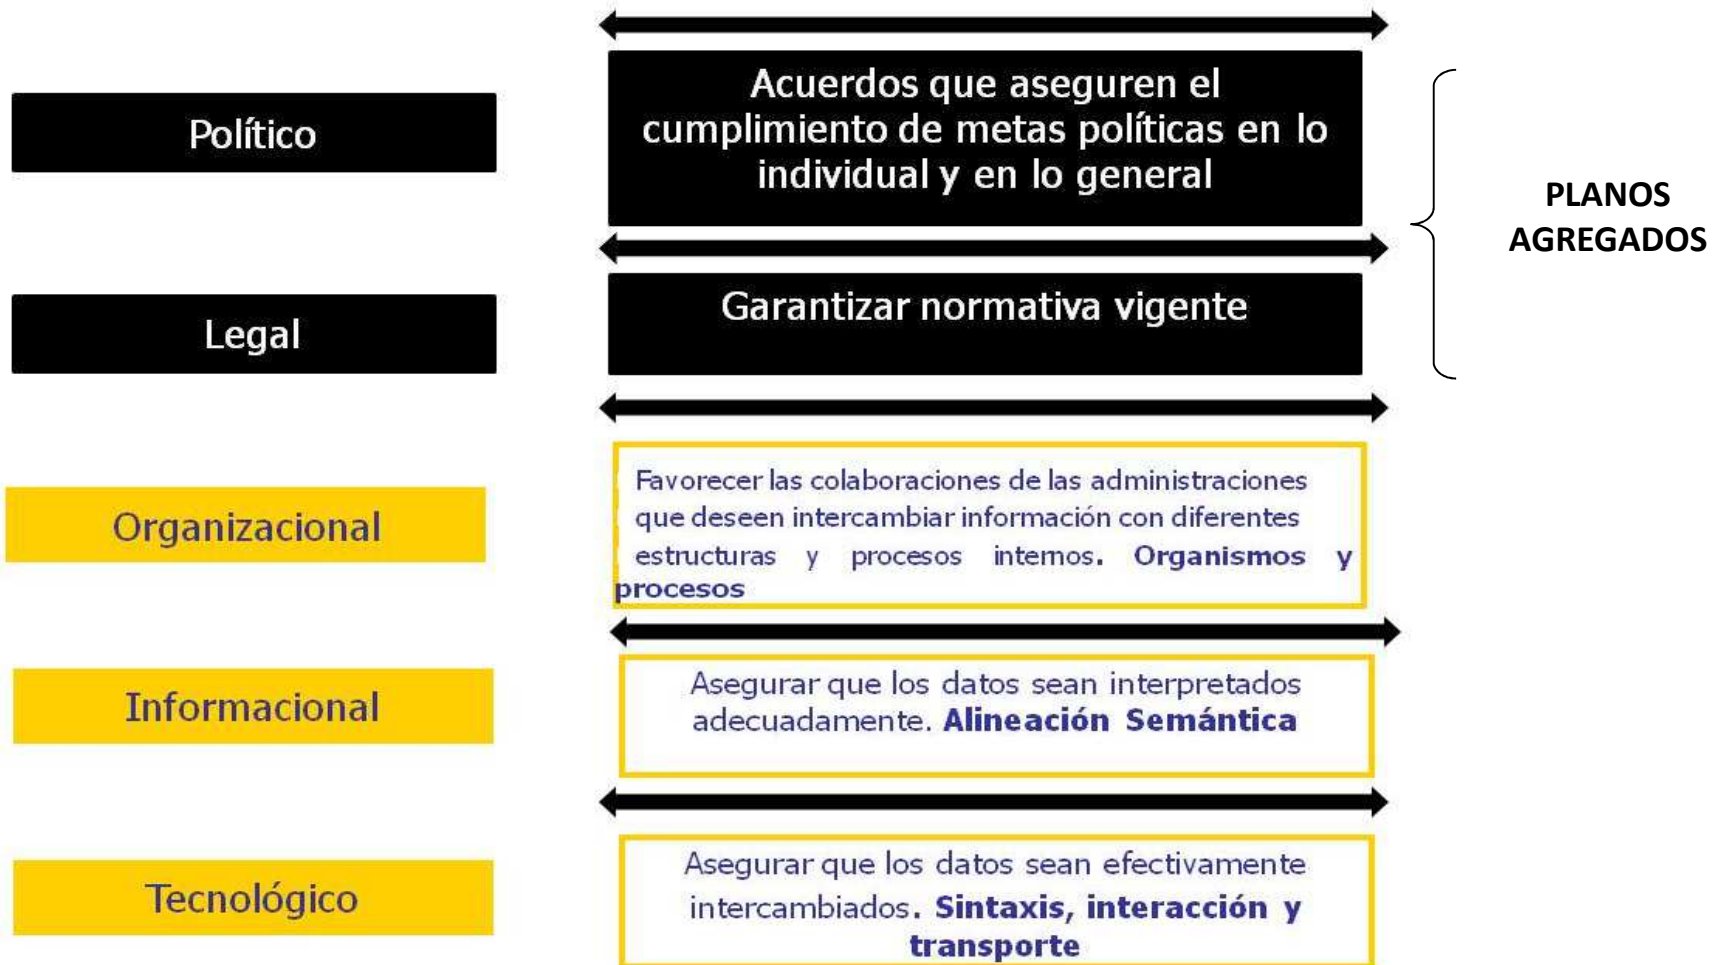 Político
Acuerdos que aseguren el
cumplimiento de metas políticas en lo
individual y en lo general
PLANOS
AGREGADOS
Legal
Garantizar normativa vigente
Organizacional
Favorecer las colaboraciones de las administraciones
que deseen intercambiar información con diferentes
estructuras y procesos internos. Organismos y
procesos
Informacional
Asegurar que los datos sean interpretados
adecuadamente. Alineación Semántica
Tecnológico
Asegurar que los datos sean efectivamente
intercambiados. Sintaxis, interacción y
transporte